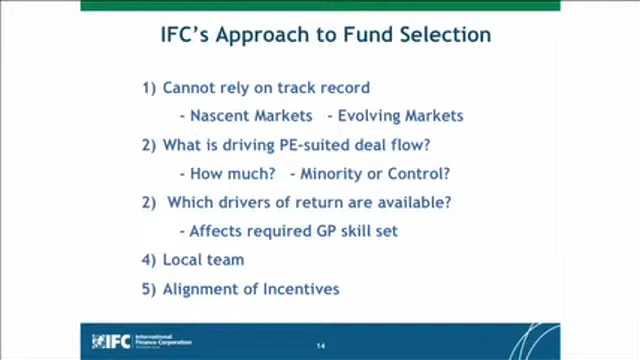 IFC's Approach to Fund Selection
1) Cannot rely on track record
- Nascent Markets - Evolving Markets
2) What is driving PE-suited deal flow?
- How much? - Minority or Control?
2) Which drivers of return are available?
- Affects required GP skill set
4) Local team
5) Alignment of Incentives
IFC International
Finance Corporation
14